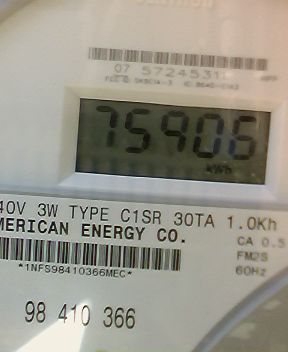 07 5724531
75906
kWh
40V 3W TYPE C1SR 30TA 1.0Kh
MERICAN ENERGY CO.
CA 0.5
FM2S
*1NFS98410366MEC*
60Hz
98 410 366